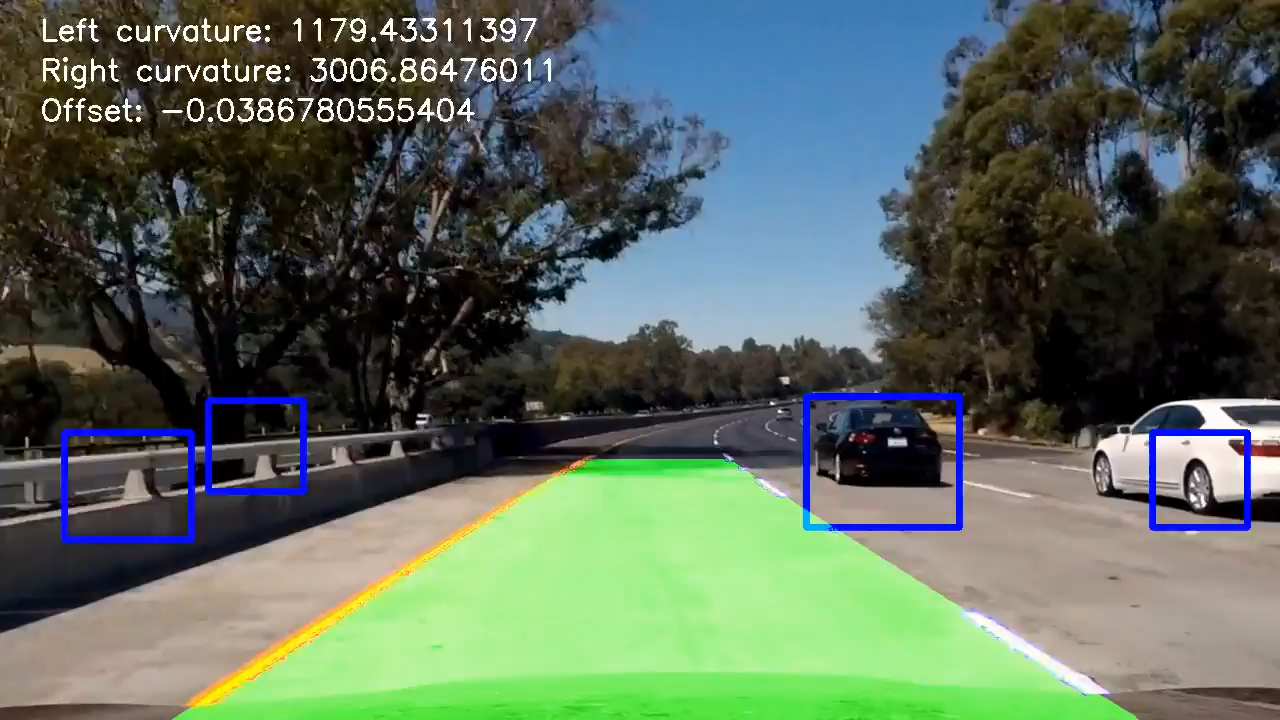 Left curvature: 1179.43311397
Right curvature: 3006.86476011
Offset: -0.0386780555404